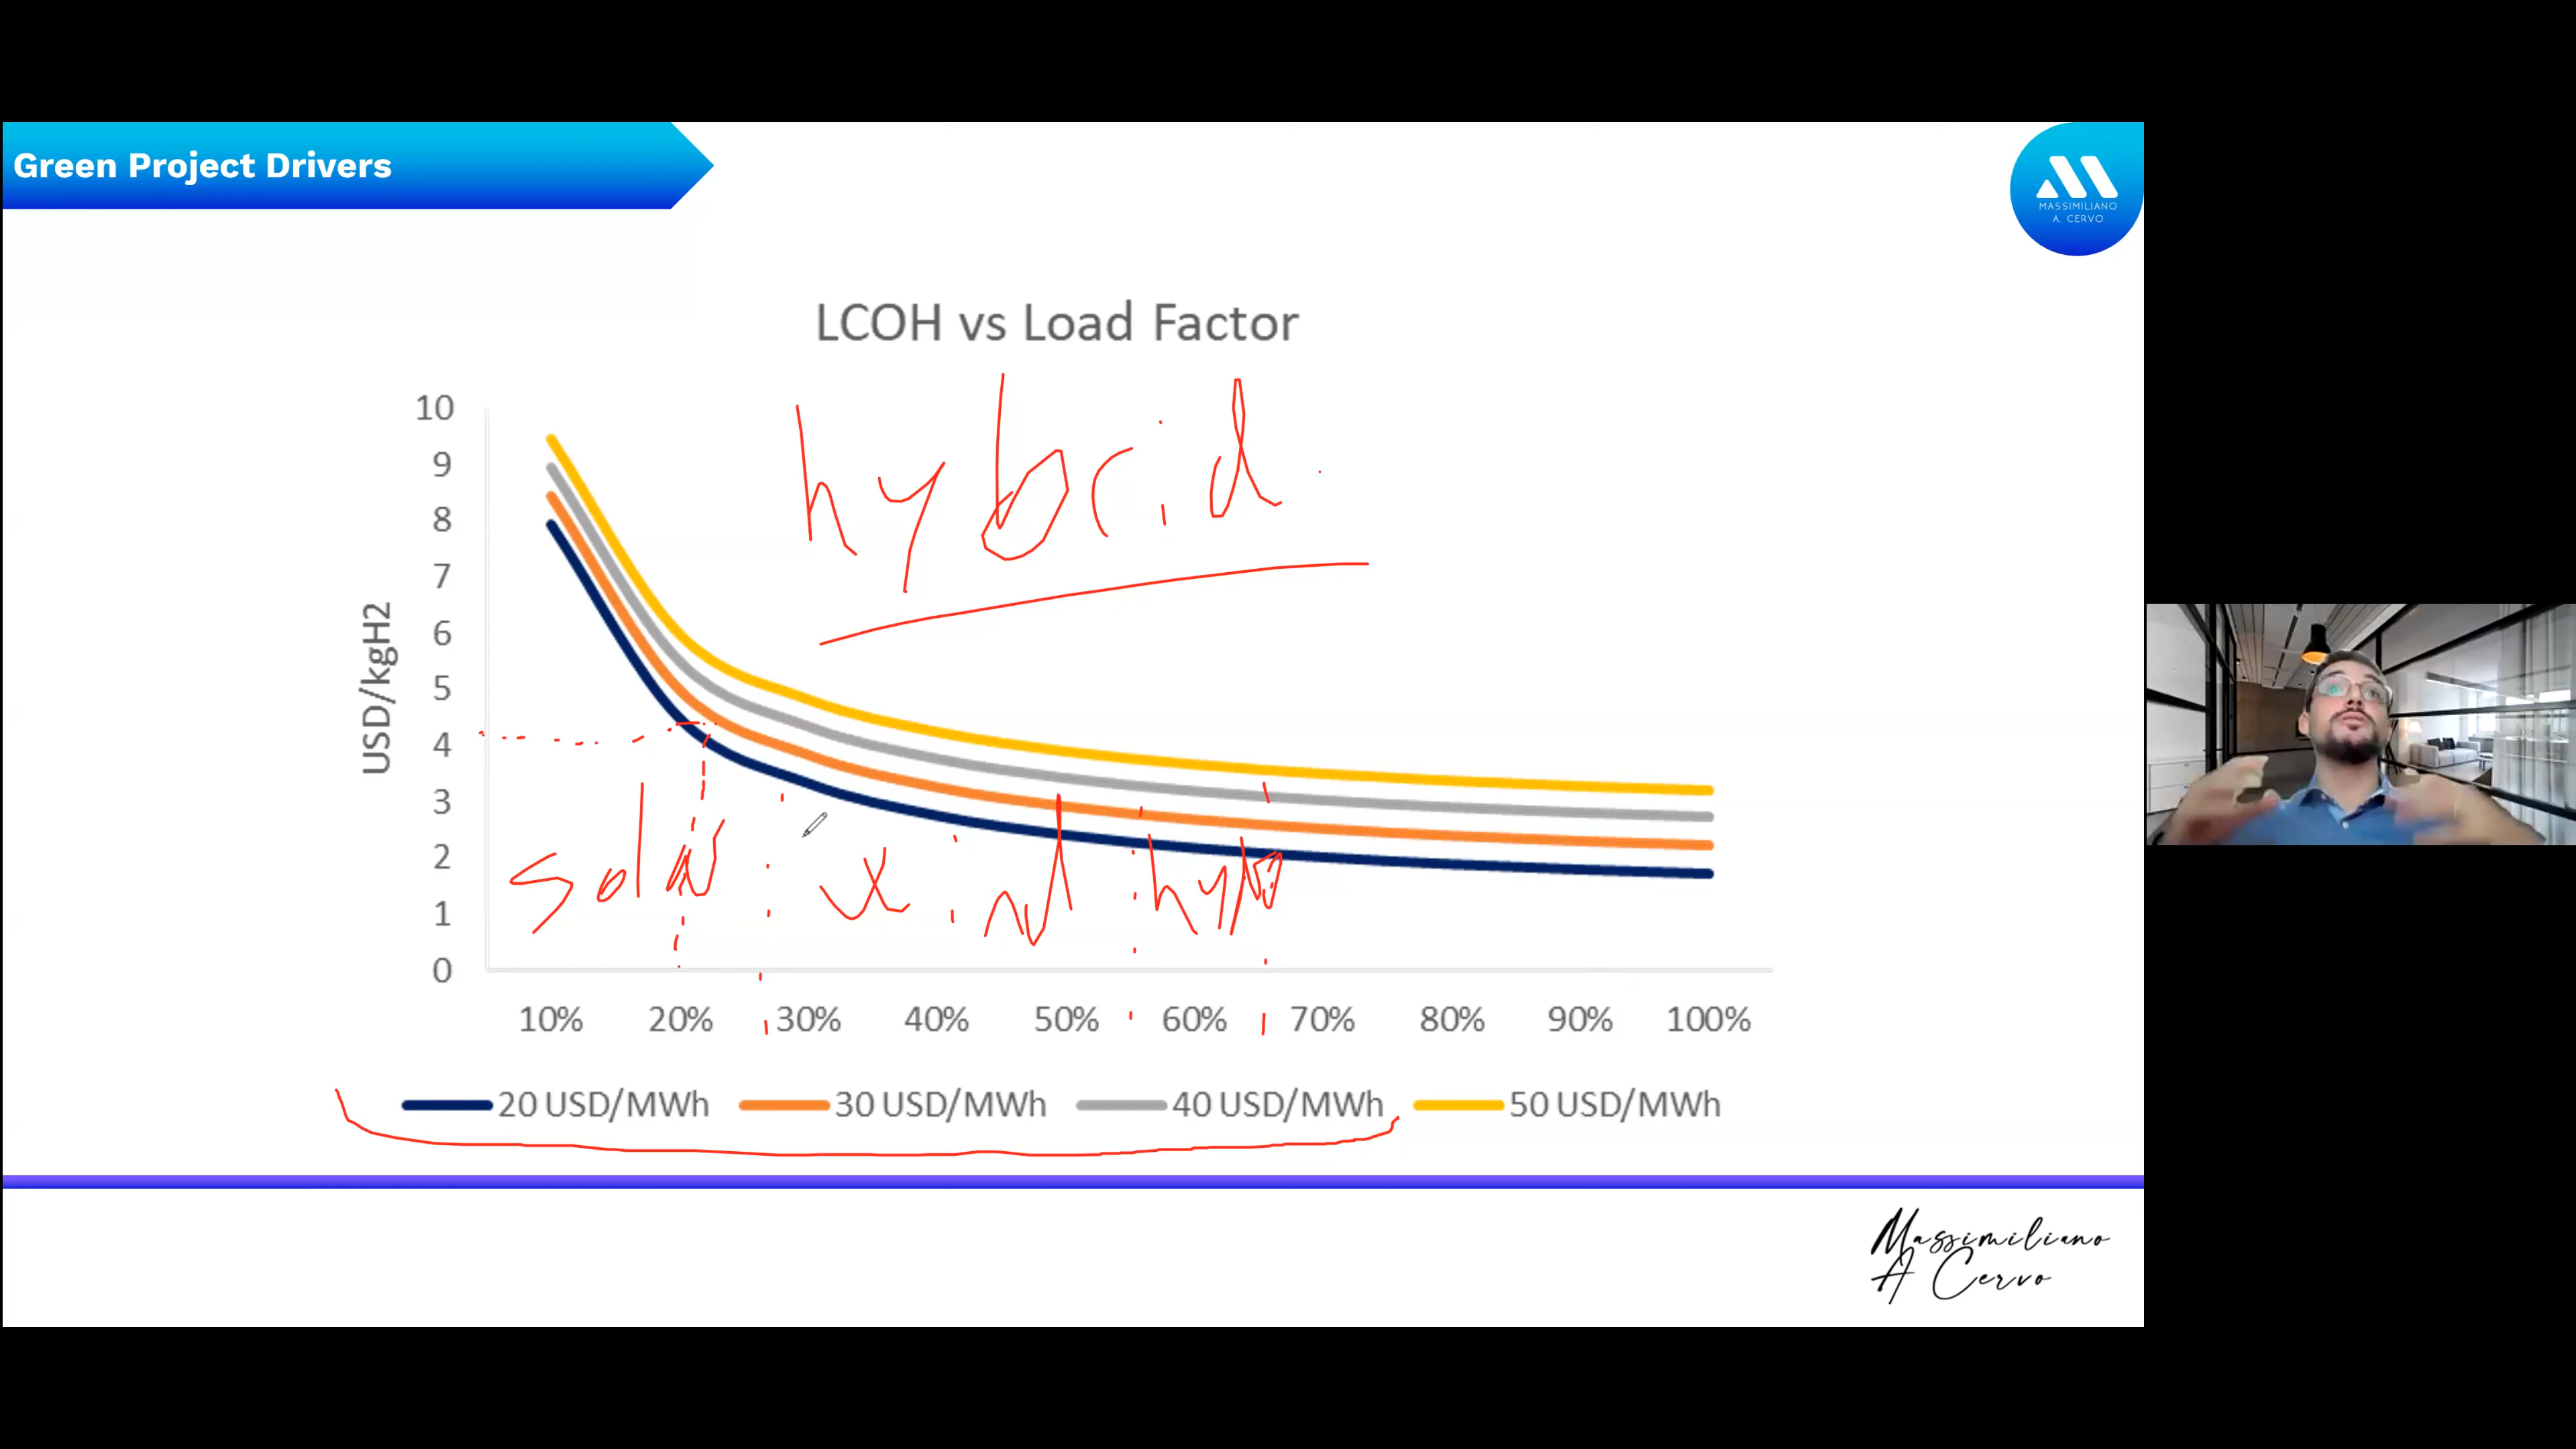 Green Project Drivers
MASSIMILIANO
A. CERVO
LCOH vs Load Factor
hybrid
USD/kgH2
10
9
8
7
6
5
4
3
2
1
0
solar wind hyb
10% 20% 30% 40% 50% 60% 70% 80% 90% 100%
20 USD/MWh 30 USD/MWh 40 USD/MWh 50 USD/MWh
Massimiliano
A Cervo